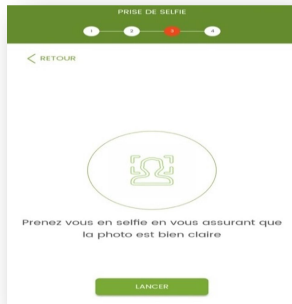 PRISE DE SELFIE
1 2 3 4
< RETOUR
Prenez vous en selfie en vous assurant que
la photo est bien claire
LANCER